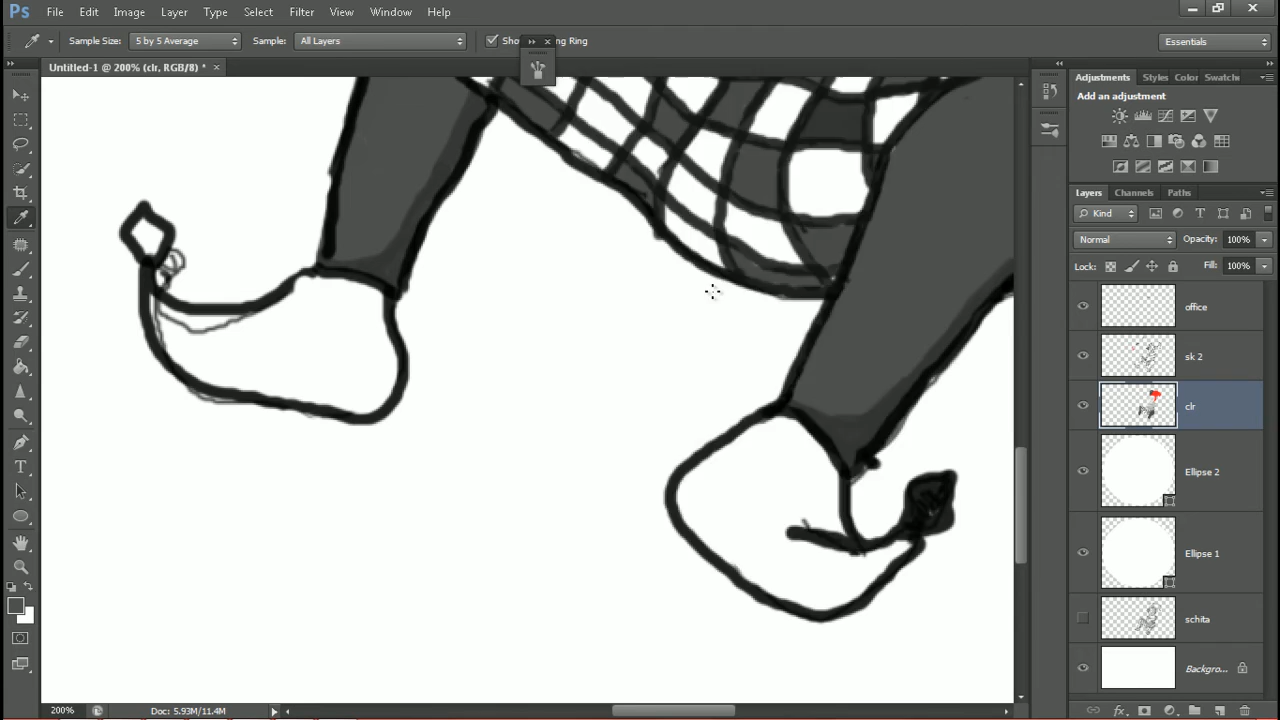 Ps File Edit Image Layer Type Select Filter View Window Help
Sample Size: 5 by 5 Average Sample: All Layers Sho ng Ring Essentials
Untitled-1 @ 200% (clr, RGB/8) * ×
Adjustments Styles Color Swatch
Add an adjustment
Layers Channels Paths
Kind
Normal Opacity: 100%
Lock: Fill: 100%
office
sk 2
clr
Ellipse 2
Ellipse 1
schita
Backgro...
200% Doc: 5.93M/11.4M